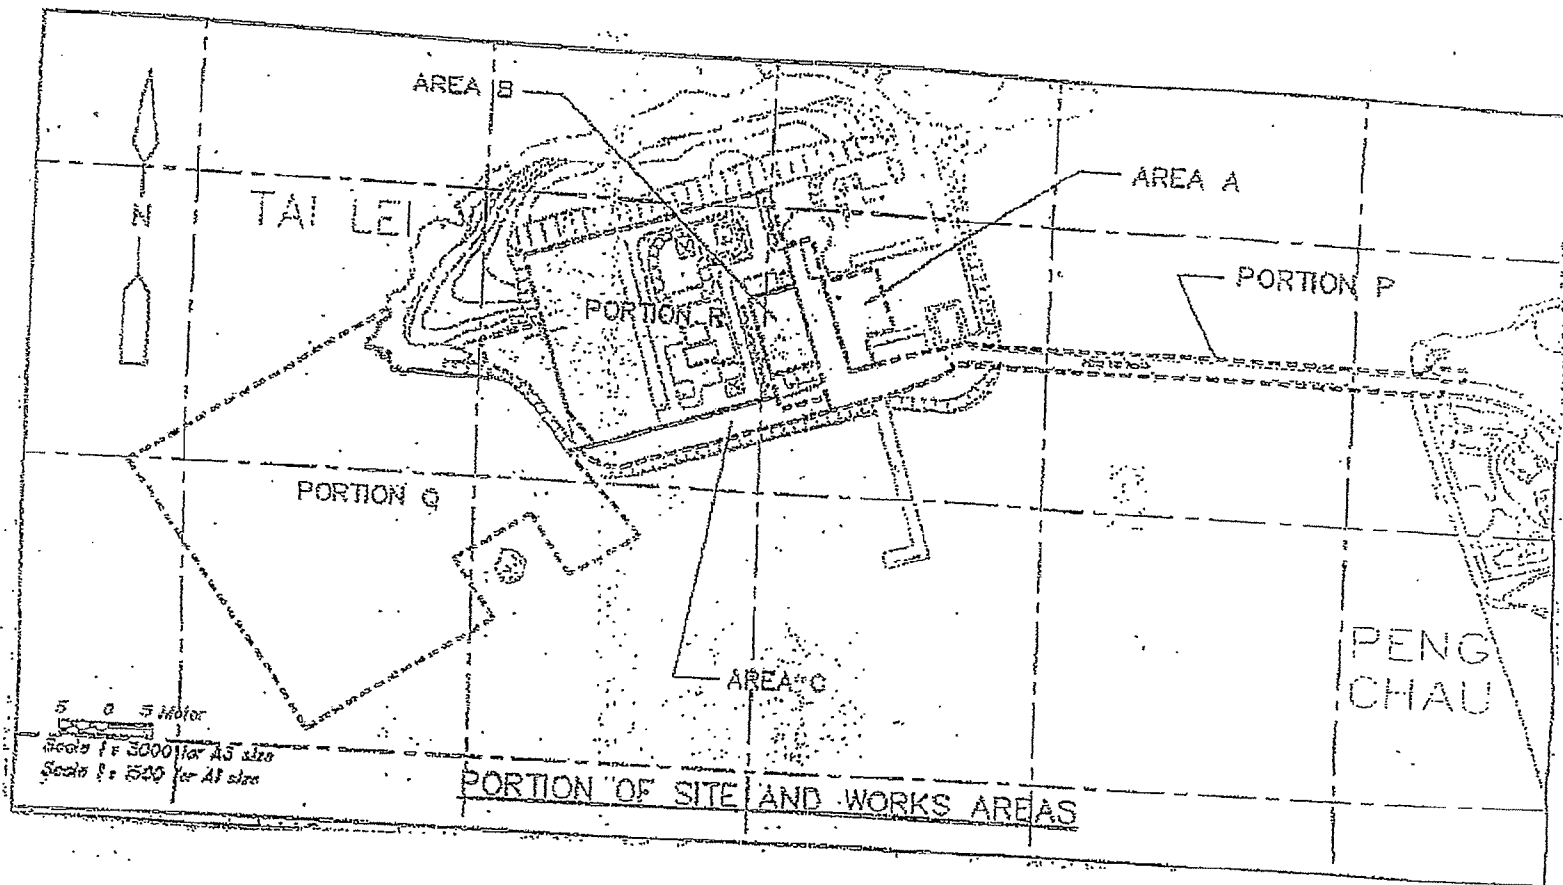 AREA B
AREA A
N
TAI LEI
PORTION P
PORTION R
PORTION Q
AREA C
PENG
CHAU
5 0 5 Meter
Scale 1: 3000 for A3 size
Scale 1: 1500 for A1 size
PORTION OF SITE AND WORKS AREAS